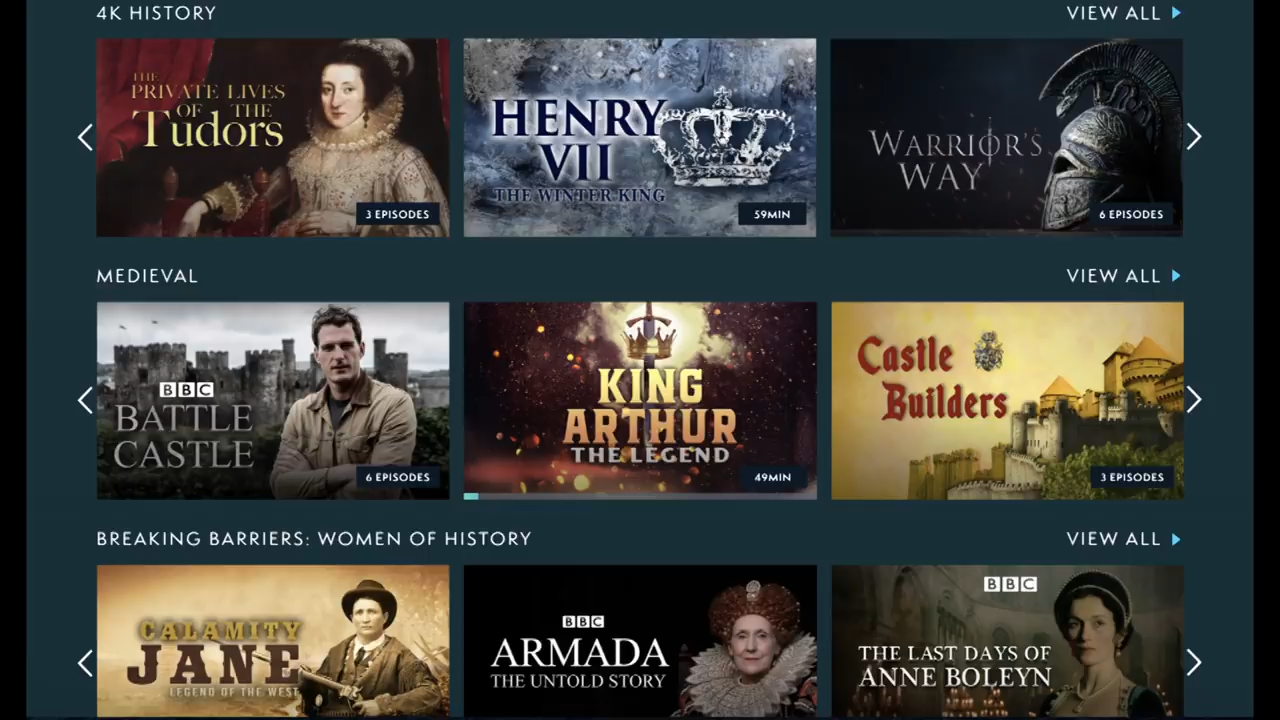 4K HISTORY
VIEW ALL
THE
PRIVATE LIVES
OF THE
Tudors
3 EPISODES
HENRY
VII
THE WINTER KING
59MIN
WARRIOR'S
WAY
6 EPISODES
MEDIEVAL
VIEW ALL
BBC
BATTLE
CASTLE
6 EPISODES
KING
ARTHUR
THE LEGEND
49MIN
Castle
Builders
3 EPISODES
BREAKING BARRIERS: WOMEN OF HISTORY
VIEW ALL
CALAMITY
JANE
LEGEND OF THE WEST
BBC
ARMADA
THE UNTOLD STORY
BBC
THE LAST DAYS OF
ANNE BOLEYN